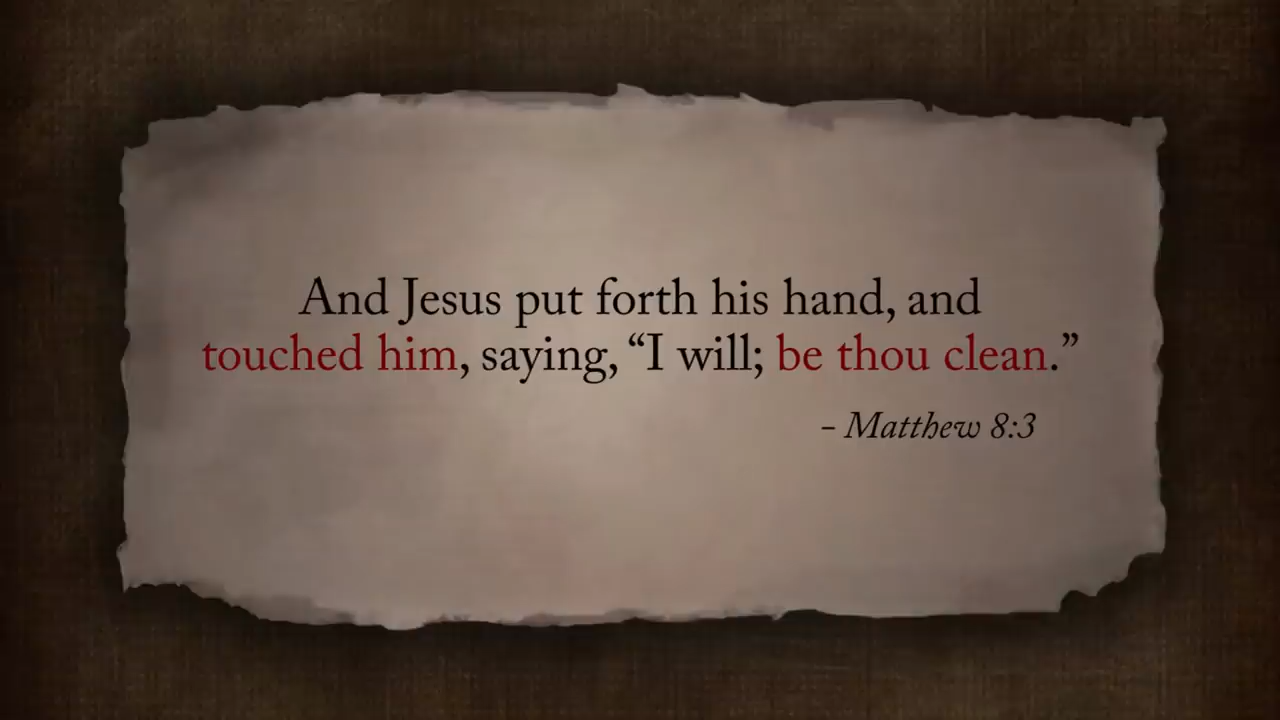 And Jesus put forth his hand, and
touched him, saying, “I will; be thou clean.”
– Matthew 8:3